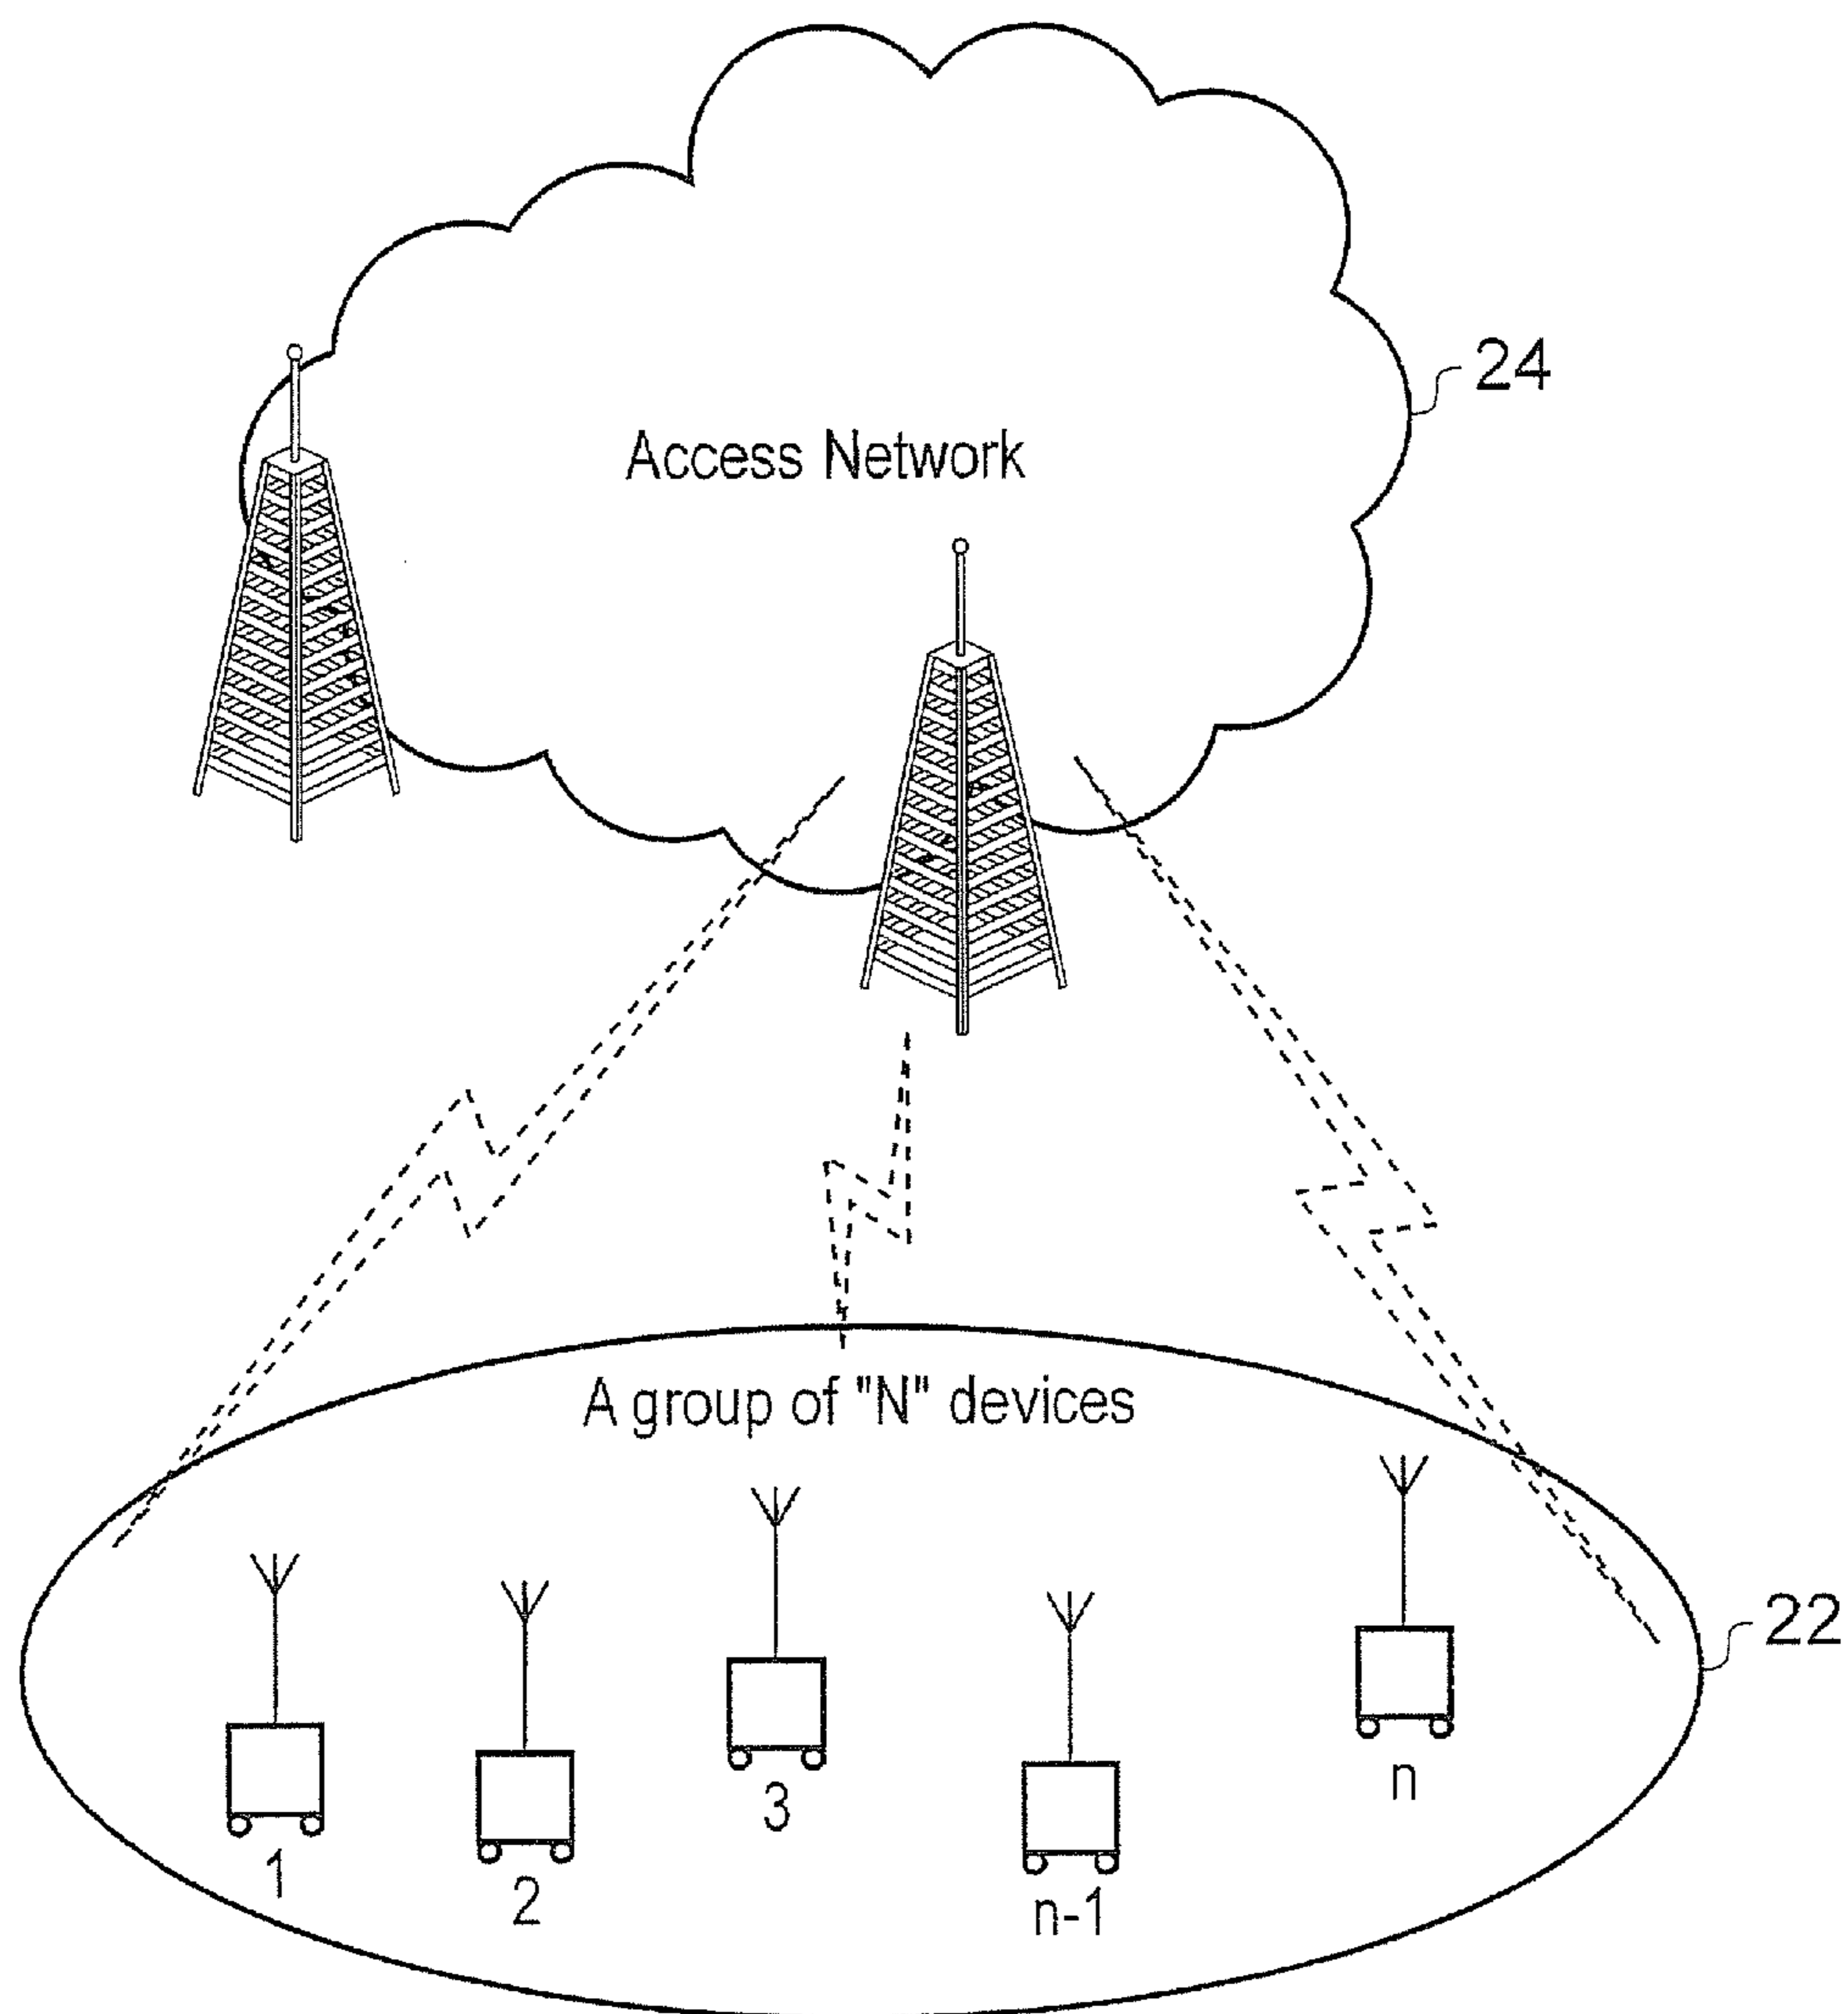 24
Access Network
A group of "N" devices
22
1
2
3
n-1
n